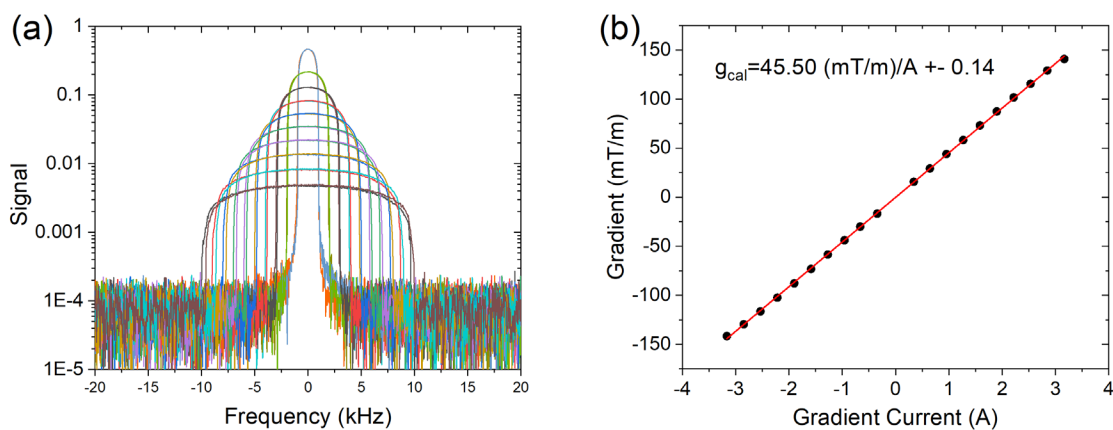 (a)
1
0.1
0.01
0.001
1E-4
1E-5
Signal
-20 -15 -10 -5 0 5 10 15 20
Frequency (kHz)
(b)
g_cal=45.50 (mT/m)/A +- 0.14
150
100
50
0
-50
-100
-150
Gradient (mT/m)
-4 -3 -2 -1 0 1 2 3 4
Gradient Current (A)